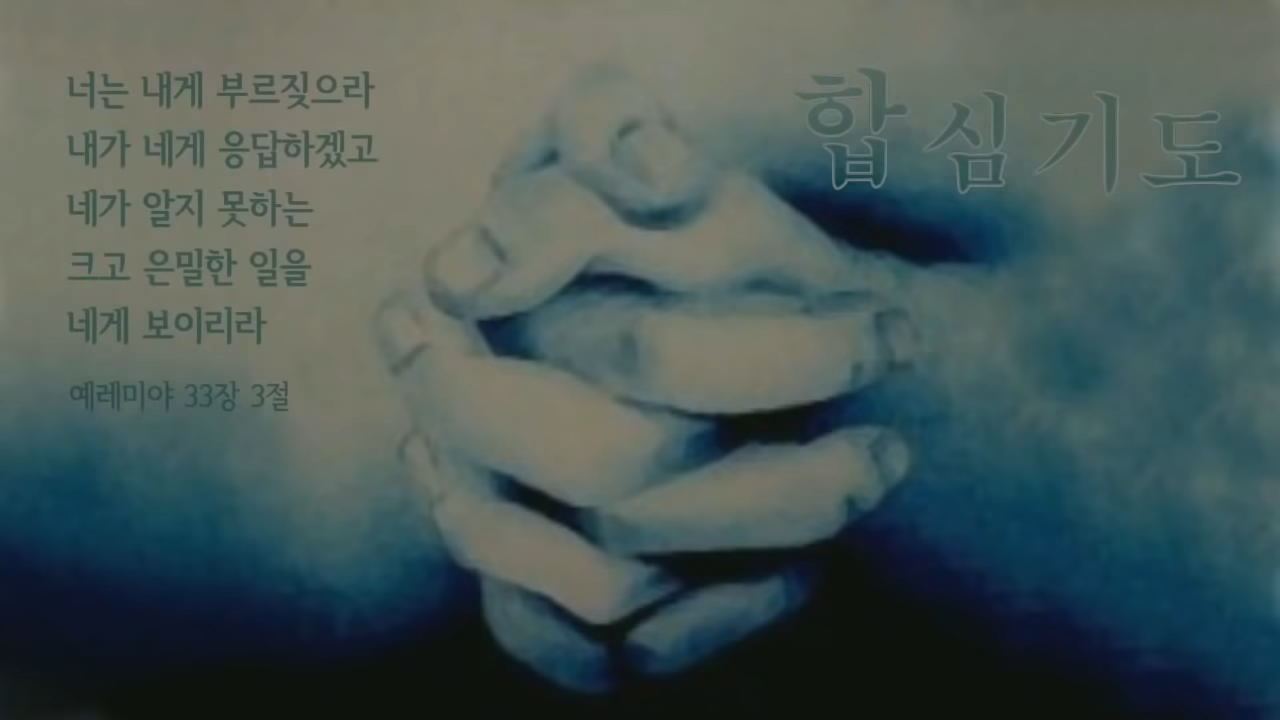 너는 내게 부르짖으라
내가 네게 응답하겠고
네가 알지 못하는
크고 은밀한 일을
네게 보이리라
예레미야 33장 3절
합심기도